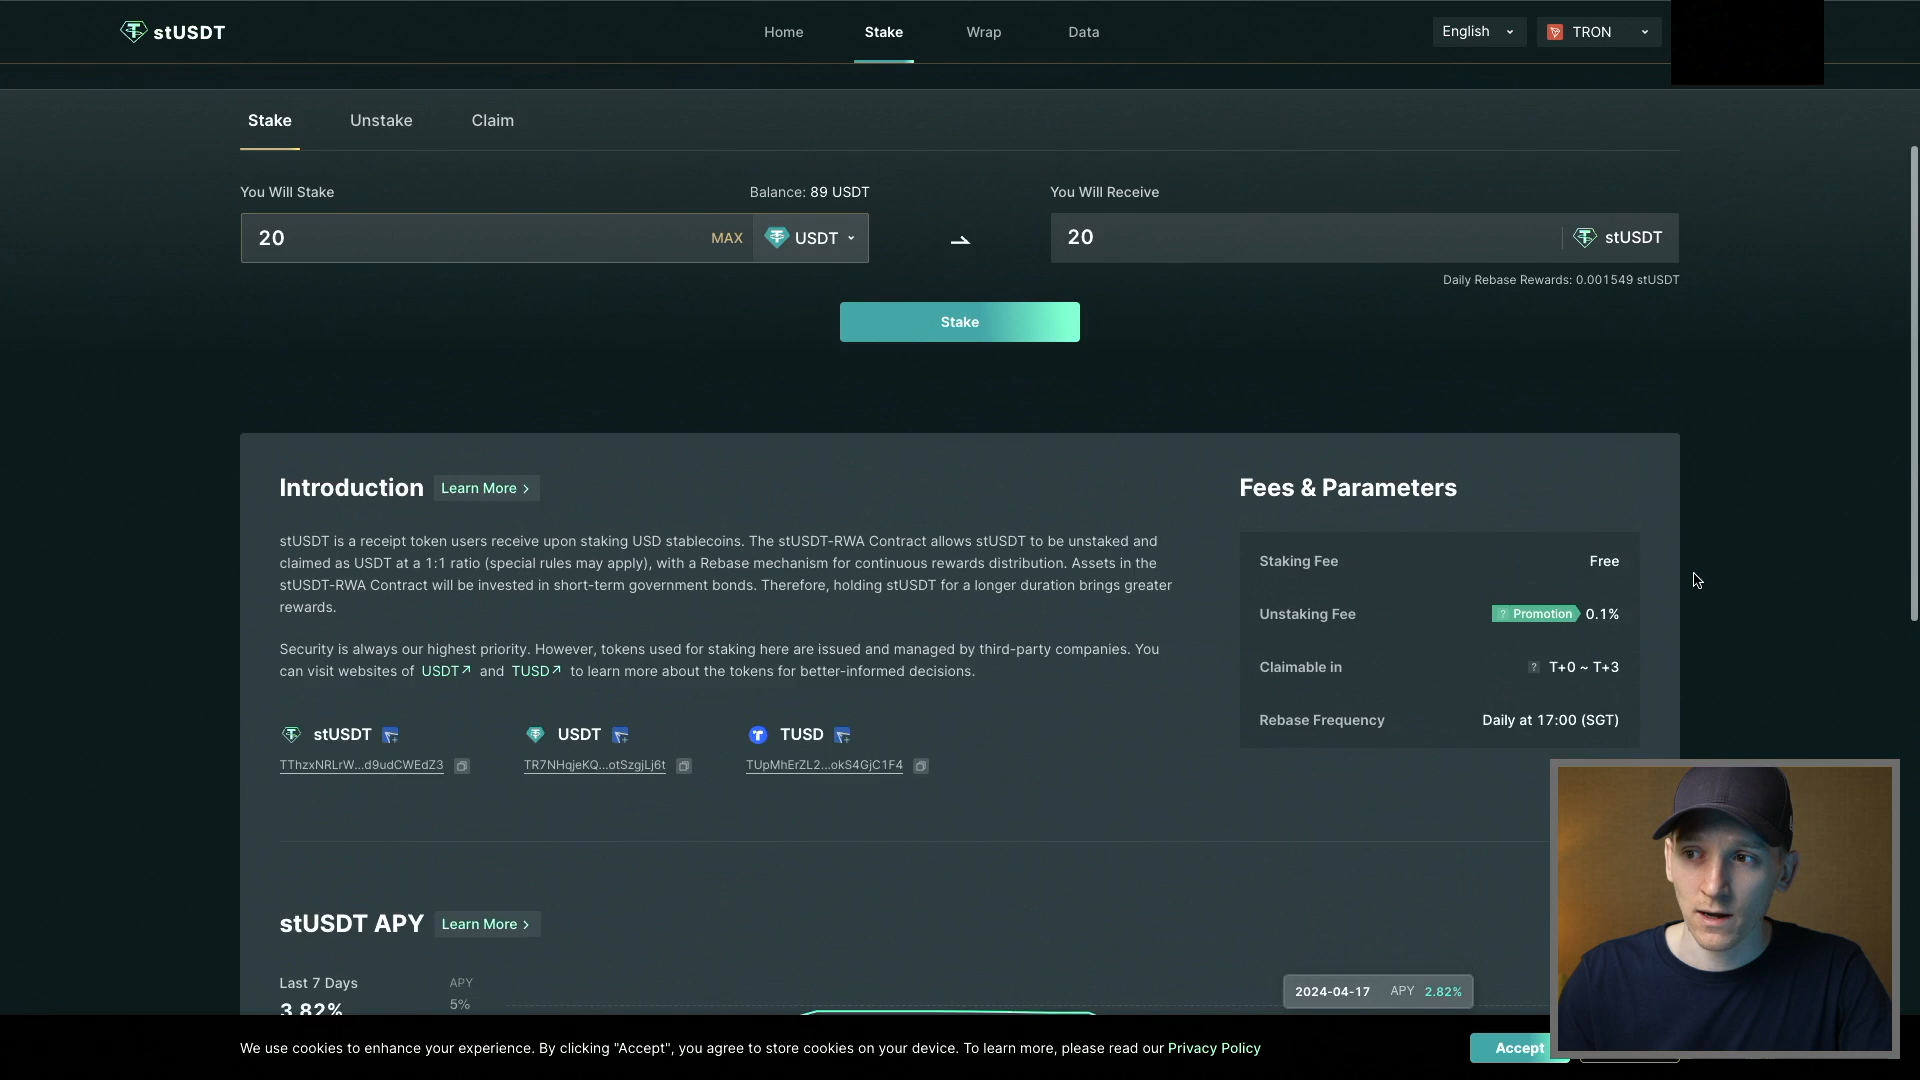 stUSDT
Home
Stake
Wrap
Data
English
TRON
Stake
Unstake
Claim
You Will Stake
Balance: 89 USDT
20
MAX
USDT
You Will Receive
20
stUSDT
Daily Rebase Rewards: 0.001549 stUSDT
Stake
Introduction
Learn More >
stUSDT is a receipt token users receive upon staking USD stablecoins. The stUSDT-RWA Contract allows stUSDT to be unstaked and
claimed as USDT at a 1:1 ratio (special rules may apply), with a Rebase mechanism for continuous rewards distribution. Assets in the
stUSDT-RWA Contract will be invested in short-term government bonds. Therefore, holding stUSDT for a longer duration brings greater
rewards.
Security is always our highest priority. However, tokens used for staking here are issued and managed by third-party companies. You
can visit websites of USDT↗ and TUSD↗ to learn more about the tokens for better-informed decisions.
stUSDT
TThzxNRLrW...d9udCWEdZ3
USDT
TR7NHqjeKQ...otSzgjLj6t
TUSD
TUpMhErZL2...okS4GjC1F4
Fees & Parameters
Staking Fee
Free
Unstaking Fee
? Promotion
0.1%
Claimable in
? T+0 ~ T+3
Rebase Frequency
Daily at 17:00 (SGT)
stUSDT APY
Learn More >
Last 7 Days
3.82%
APY
5%
2024-04-17 APY 2.82%
We use cookies to enhance your experience. By clicking "Accept", you agree to store cookies on your device. To learn more, please read our Privacy Policy
Accept